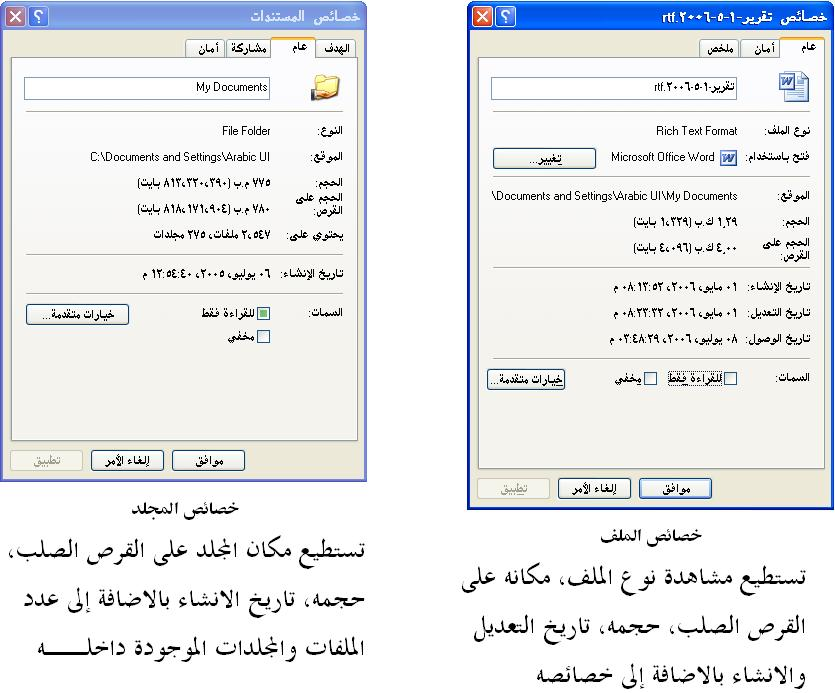 خصائص تقرير-1-٥-٢٠٠٦.rtf
عام أمان ملخص
تقرير-1-٥-٢٠٠٦.rtf
نوع الملف: Rich Text Format
فتح باستخدام: Microsoft Office Word تغيير...
الموقع: \Documents and Settings\Arabic UI\My Documents
الحجم: ١,٢٩ ك.ب (١,٣٢٩ بايت)
الحجم على
القرص: ٤,٠٠ ك.ب (٤,٠٩٦ بايت)
تاريخ الإنشاء: ٠١ مايو، ٢٠٠٦، ٠٨:١٣:٥٢ م
تاريخ التعديل: ٠١ مايو، ٢٠٠٦، ٠٨:٢٣:٣٢ م
تاريخ الوصول: ٠٨ يوليو، ٢٠٠٦، ٠٣:٤٨:٢٩ م
السمات: للقراءة فقط مخفي خيارات متقدمة...
موافق إلغاء الأمر تطبيق
خصائص الملف
تستطيع مشاهدة نوع الملف، مكانه على
القرص الصلب، حجمه، تاريخ التعديل
والانشاء بالاضافة إلى خصائصه
خصائص المستندات
الهدف عام مشاركة أمان
My Documents
النوع: File Folder
الموقع: C:\Documents and Settings\Arabic UI
الحجم: ٧٧٥ م.ب (٨١٣,٣٢٠,٣٩٠ بايت)
الحجم على
القرص: ٧٨٠ م.ب (٨١٨,١٧١,٩٠٤ بايت)
يحتوي على: ٢,٥٤٧ ملفات، ٢٧٥ مجلدات
تاريخ الإنشاء: ٠٦ يوليو، ٢٠٠٥، ١٢:٥٤:٤٠ م
السمات: للقراءة فقط خيارات متقدمة...
مخفي
موافق إلغاء الأمر تطبيق
خصائص المجلد
تستطيع مكان المجلد على القرص الصلب،
حجمه، تاريخ الانشاء بالاضافة إلى عدد
الملفات والمجلدات الموجودة داخلـــــه